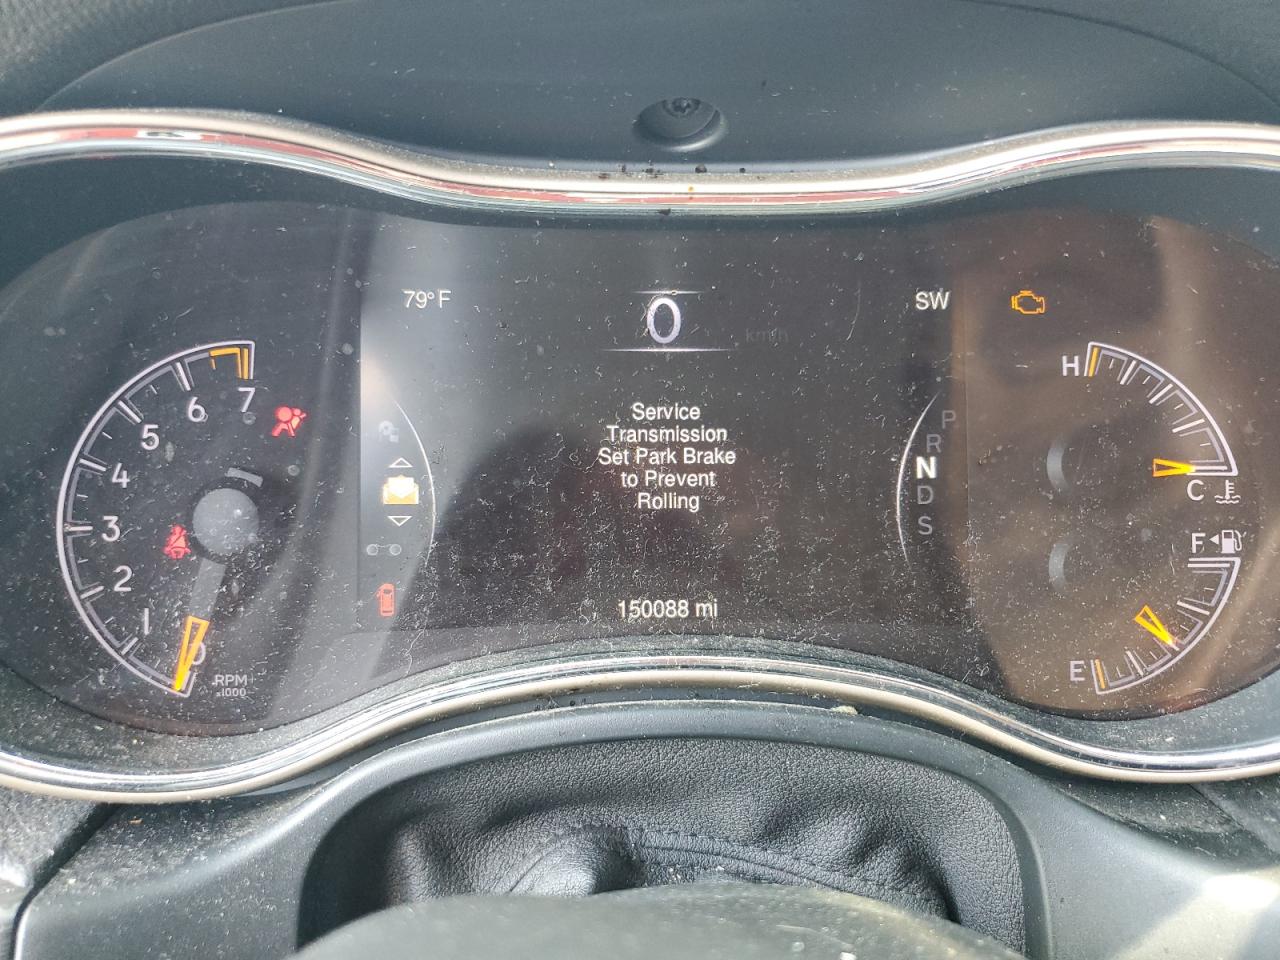 79°F
0
km/h
SW
Service
Transmission
Set Park Brake
to Prevent
Rolling
150088 mi
7
6
5
4
3
2
1
0
RPM
x1000
P
R
N
D
S
H
C
F
E